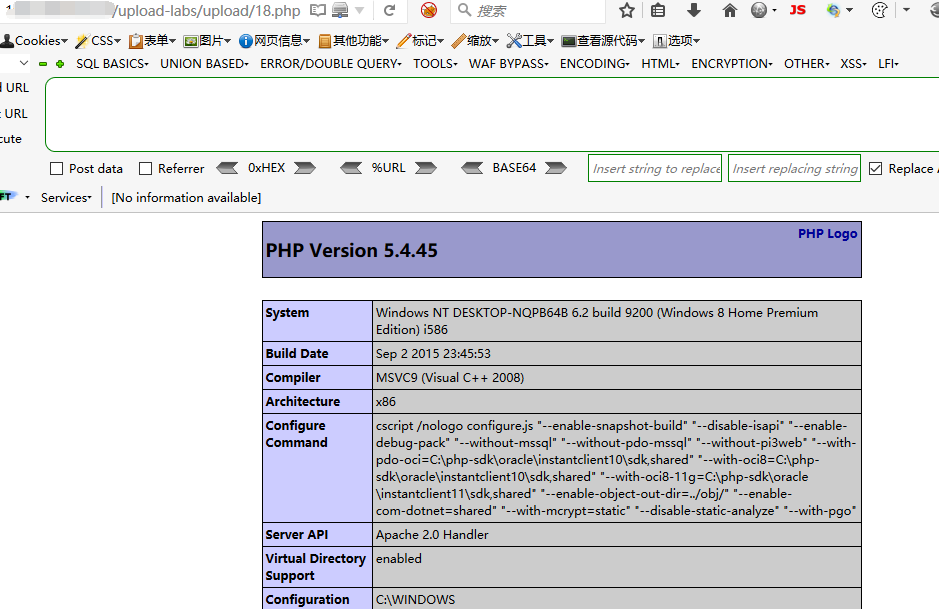 /upload-labs/upload/18.php 搜索 JS
Cookies▾ CSS▾ 表单▾ 图片▾ 网页信息▾ 其他功能▾ 标记▾ 缩放▾ 工具▾ 查看源代码▾ 选项▾
SQL BASICS▾ UNION BASED▾ ERROR/DOUBLE QUERY▾ TOOLS▾ WAF BYPASS▾ ENCODING▾ HTML▾ ENCRYPTION▾ OTHER▾ XSS▾ LFI▾
URL
URL
cute
Post data Referrer 0xHEX %URL BASE64 Insert string to replace Insert replacing string Replace
FT Services▾ [No information available]
PHP Logo
PHP Version 5.4.45
System Windows NT DESKTOP-NQPB64B 6.2 build 9200 (Windows 8 Home Premium
Edition) i586
Build Date Sep 2 2015 23:45:53
Compiler MSVC9 (Visual C++ 2008)
Architecture x86
Configure cscript /nologo configure.js "--enable-snapshot-build" "--disable-isapi" "--enable-
Command debug-pack" "--without-mssql" "--without-pdo-mssql" "--without-pi3web" "--with-
pdo-oci=C:\php-sdk\oracle\instantclient10\sdk,shared" "--with-oci8=C:\php-
sdk\oracle\instantclient10\sdk,shared" "--with-oci8-11g=C:\php-sdk\oracle
\instantclient11\sdk,shared" "--enable-object-out-dir=../obj/" "--enable-
com-dotnet=shared" "--with-mcrypt=static" "--disable-static-analyze" "--with-pgo"
Server API Apache 2.0 Handler
Virtual Directory enabled
Support
Configuration C:\WINDOWS